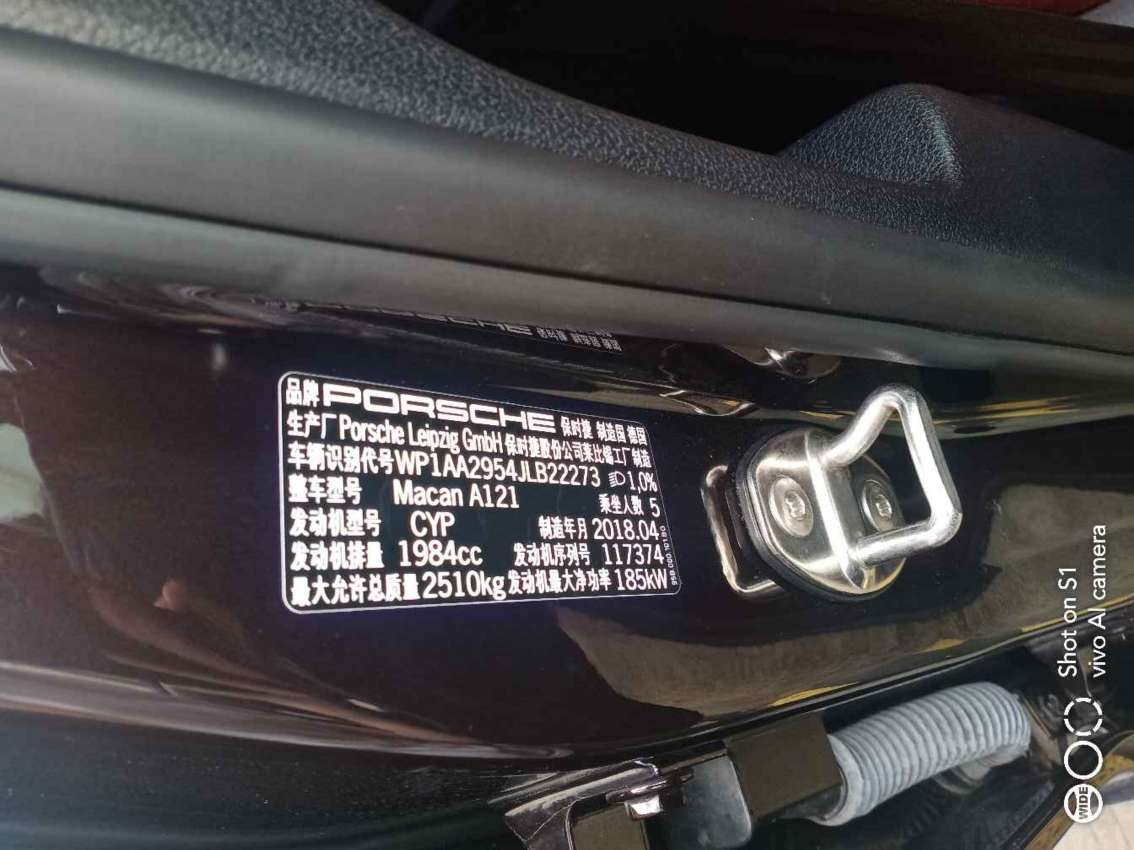 品牌 PORSCHE 保时捷 制造国 德国
生产厂 Porsche Leipzig GmbH 保时捷股份公司莱比锡工厂制造
车辆识别代号 WP1AA2954JLB22273 1,0%
整车型号 Macan A121 乘坐人数 5
发动机型号 CYP 制造年月 2018.04
发动机排量 1984cc 发动机序列号 117374
最大允许总质量 2510kg 发动机最大净功率 185kW
Shot on S1
vivo AI camera
WIDE